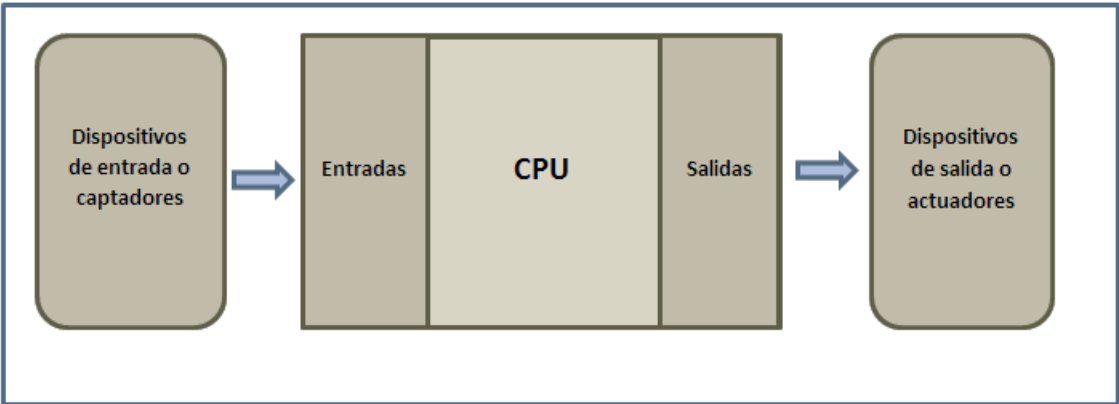 Dispositivos
de entrada o
captadores
Entradas
CPU
Salidas
Dispositivos
de salida o
actuadores